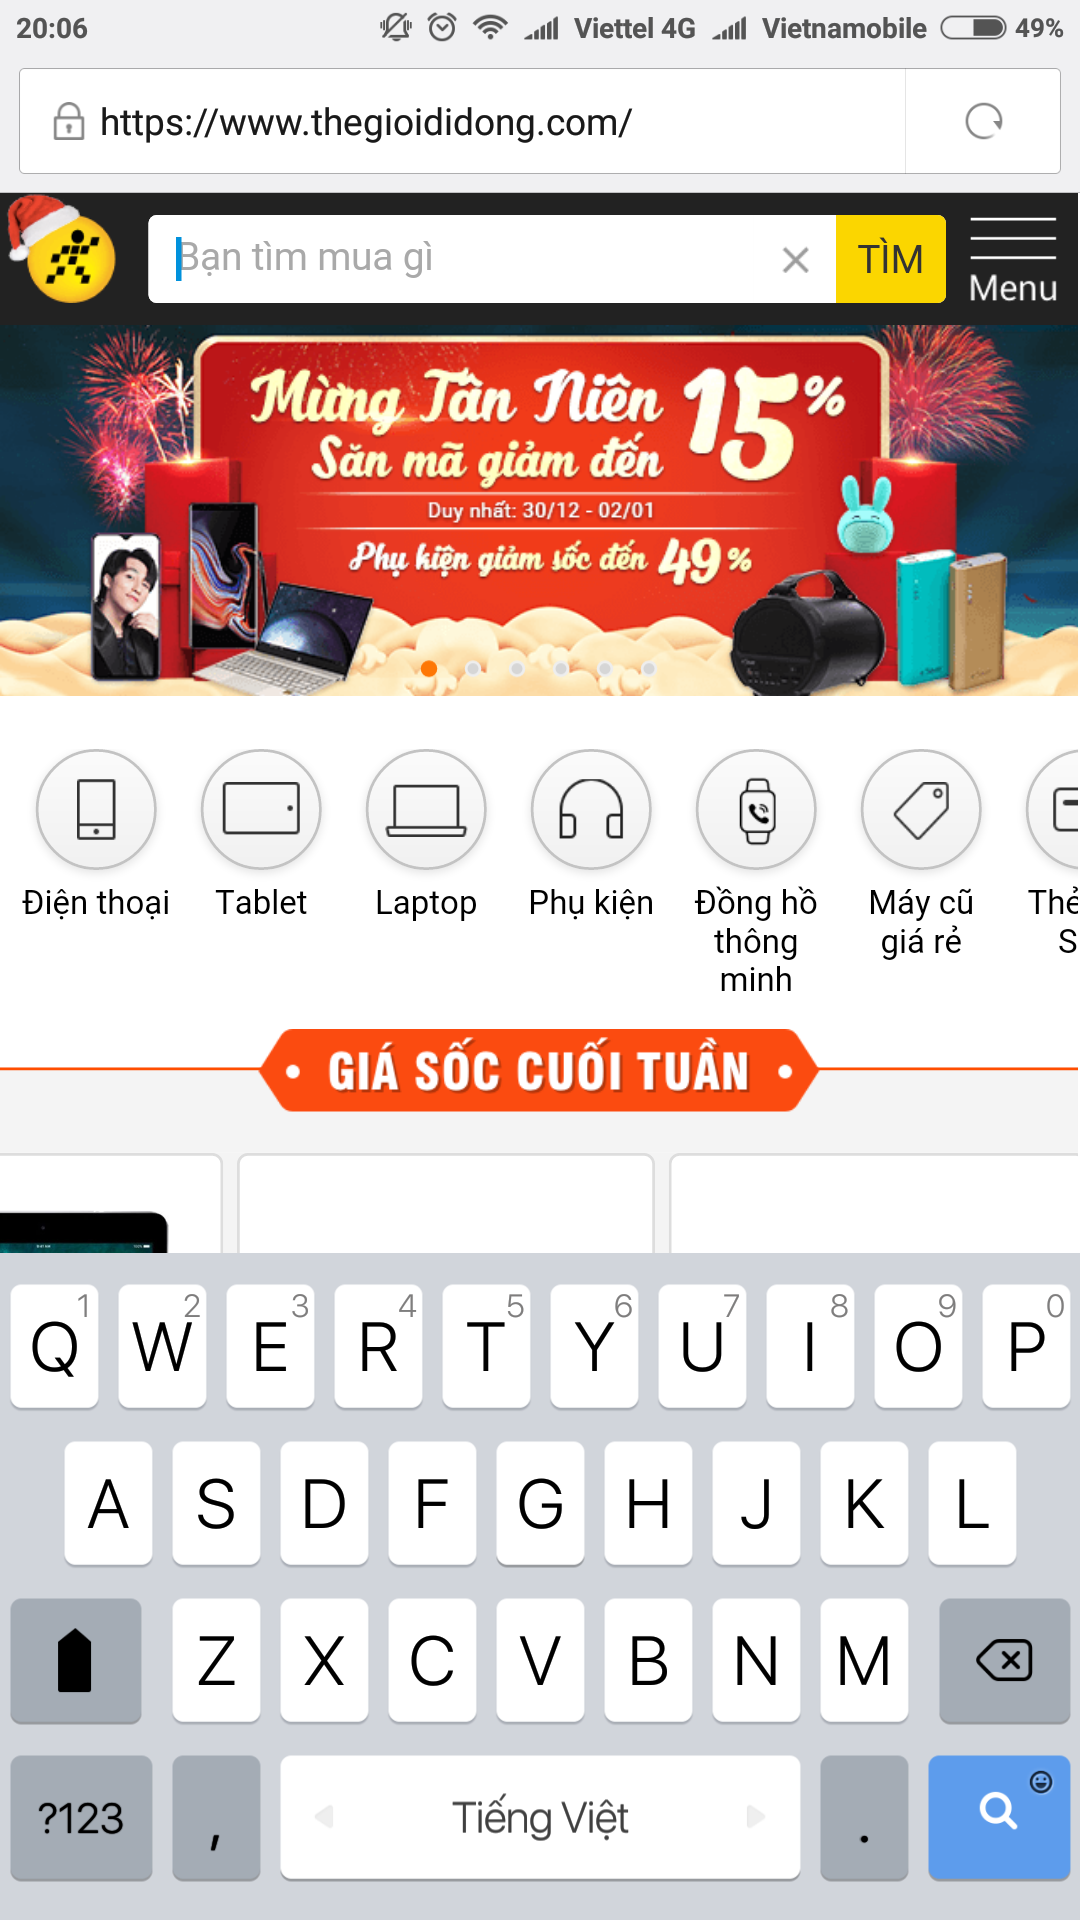 20:06 Viettel 4G Vietnamobile 49%
https://www.thegioididong.com/
Bạn tìm mua gì TÌM
Menu
Mừng Tân Niên 15%
Săn mã giảm đến
Duy nhất: 30/12 - 02/01
Phụ kiện giảm sốc đến 49%
Điện thoại Tablet Laptop Phụ kiện Đồng hồ Máy cũ Thẻ
thông giá rẻ S
minh
GIÁ SỐC CUỐI TUẦN
1 2 3 4 5 6 7 8 9 0
Q W E R T Y U I O P
A S D F G H J K L
Z X C V B N M
?123 , Tiếng Việt .